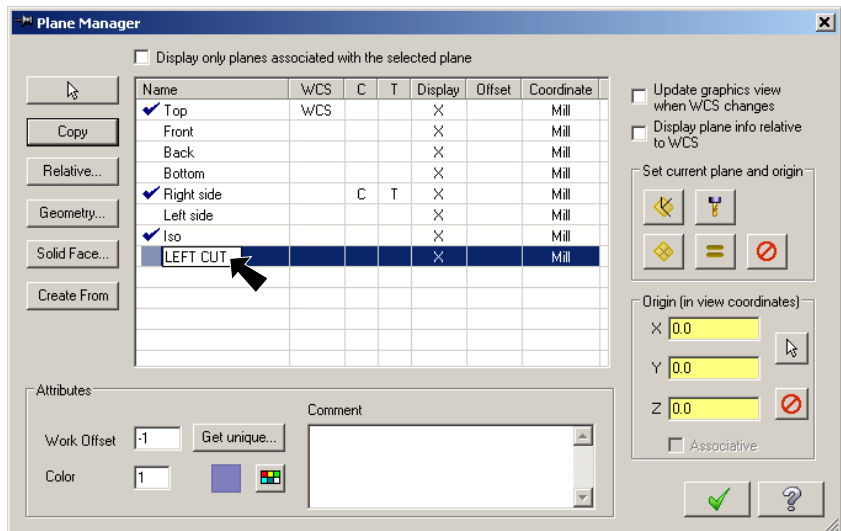 Plane Manager
Display only planes associated with the selected plane
Name WCS C T Display Offset Coordinate
Top WCS X Mill
Front X Mill
Back X Mill
Bottom X Mill
Right side C T X Mill
Left side X Mill
Iso X Mill
LEFT CUT X Mill
Copy
Relative...
Geometry...
Solid Face...
Create From
Update graphics view
when WCS changes
Display plane info relative
to WCS
Set current plane and origin
Origin (in view coordinates)
X 0.0
Y 0.0
Z 0.0
Associative
Attributes
Work Offset -1 Get unique...
Color 1
Comment